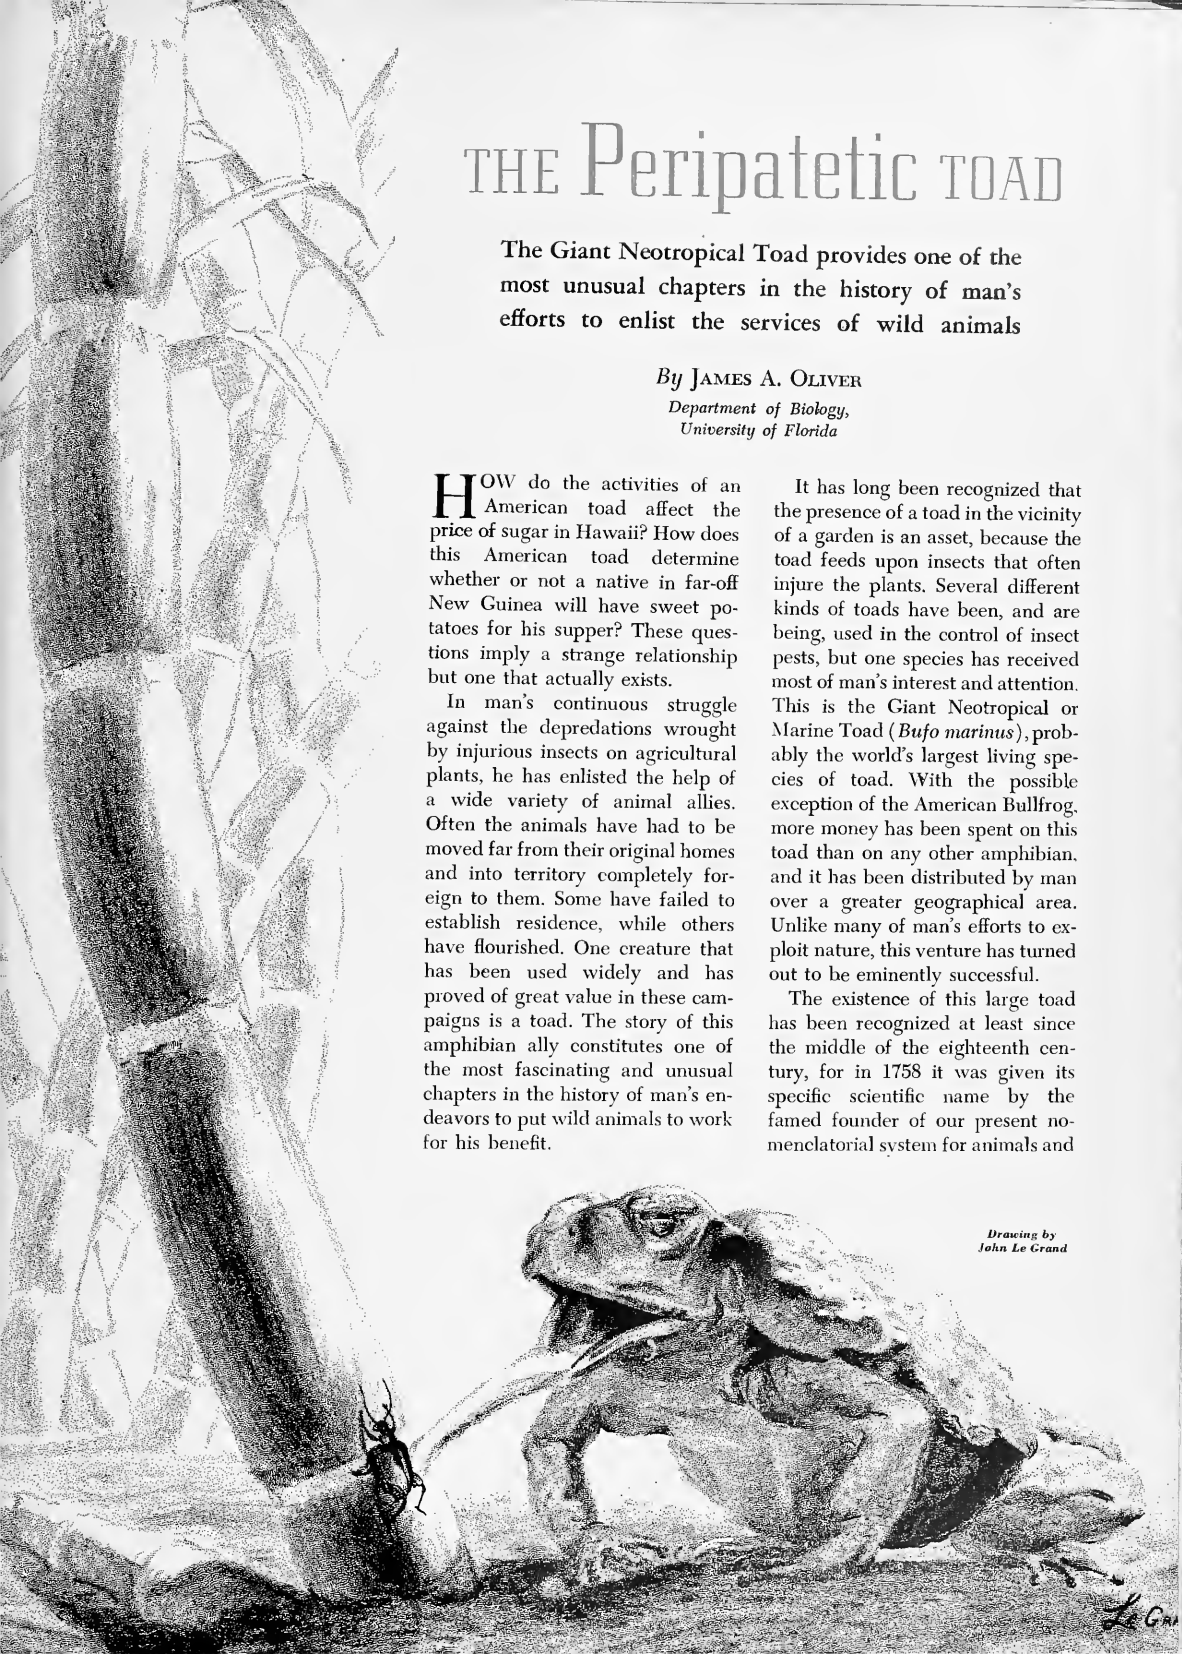 THE Peripatetic TOAD
The Giant Neotropical Toad provides one of the
most unusual chapters in the history of man's
efforts to enlist the services of wild animals
By JAMES A. OLIVER
Department of Biology,
University of Florida
HOW do the activities of an
American toad affect the
price of sugar in Hawaii? How does
this American toad determine
whether or not a native in far-off
New Guinea will have sweet po-
tatoes for his supper? These ques-
tions imply a strange relationship
but one that actually exists.
In man's continuous struggle
against the depredations wrought
by injurious insects on agricultural
plants, he has enlisted the help of
a wide variety of animal allies.
Often the animals have had to be
moved far from their original homes
and into territory completely for-
eign to them. Some have failed to
establish residence, while others
have flourished. One creature that
has been used widely and has
proved of great value in these cam-
paigns is a toad. The story of this
amphibian ally constitutes one of
the most fascinating and unusual
chapters in the history of man's en-
deavors to put wild animals to work
for his benefit.
It has long been recognized that
the presence of a toad in the vicinity
of a garden is an asset, because the
toad feeds upon insects that often
injure the plants. Several different
kinds of toads have been, and are
being, used in the control of insect
pests, but one species has received
most of man's interest and attention.
This is the Giant Neotropical or
Marine Toad (Bufo marinus), prob-
ably the world's largest living spe-
cies of toad. With the possible
exception of the American Bullfrog,
more money has been spent on this
toad than on any other amphibian,
and it has been distributed by man
over a greater geographical area.
Unlike many of man's efforts to ex-
ploit nature, this venture has turned
out to be eminently successful.
The existence of this large toad
has been recognized at least since
the middle of the eighteenth cen-
tury, for in 1758 it was given its
specific scientific name by the
famed founder of our present no-
menclatorial system for animals and
Drawing by
John Le Grand
Le Gra